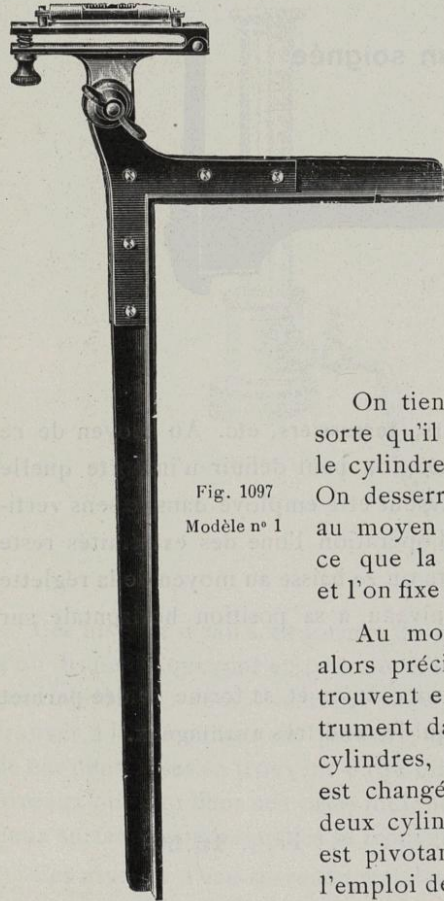 Fig. 1097
Modèle nº 1
On tien
sorte qu'il
le cylindre
On desserr
au moyen
ce que la
et l'on fixe
Au mo
alors préci
trouvent e
trument da
cylindres,
est changé
deux cylin
est pivotan
l'emploi de